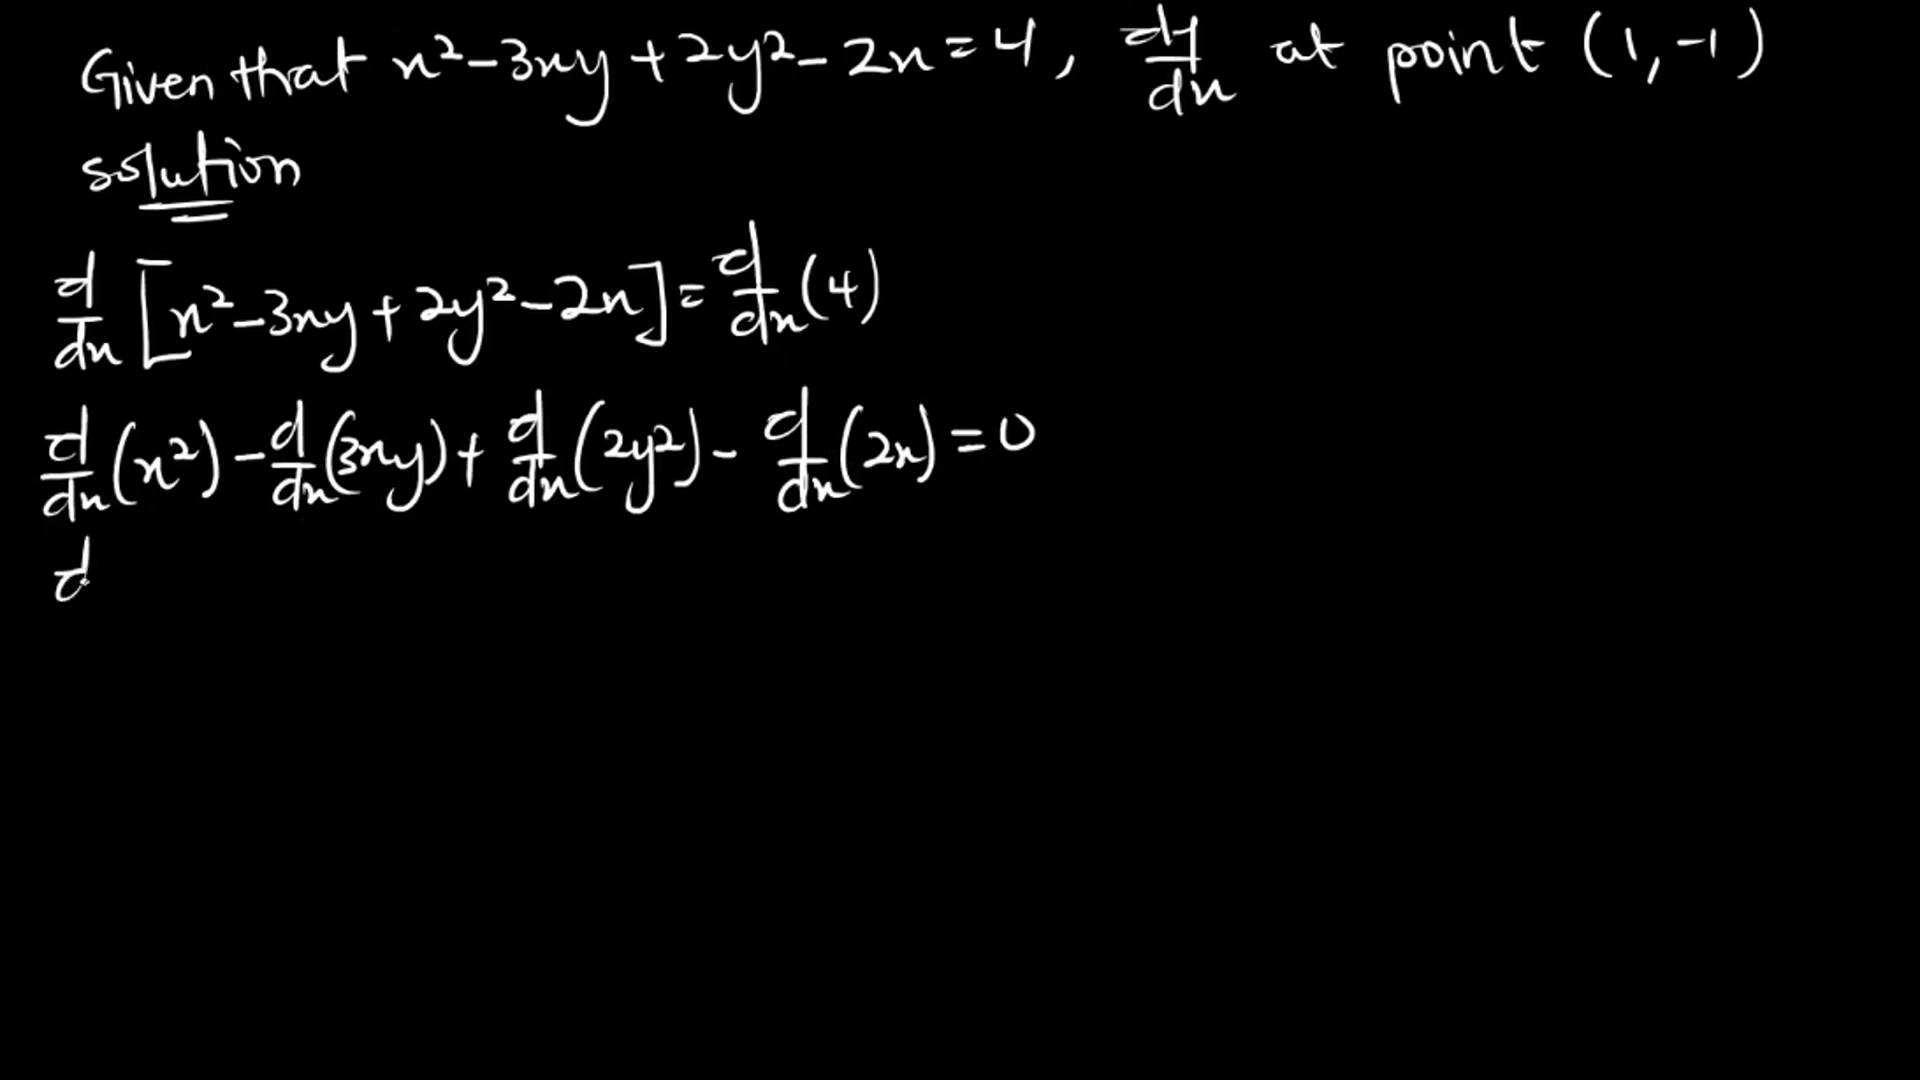 Given that x²-3xy+2y²-2x=4, dy/dx at point (1,-1)
solution
d/dx [x²-3xy+2y²-2x] = d/dx (4)
d/dx (x²) - d/dx (3xy) + d/dx (2y²) - d/dx (2x) = 0
d